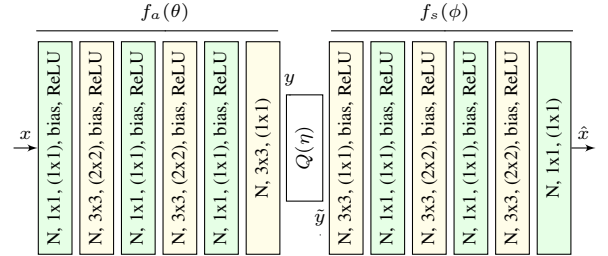 f_a(θ)
f_s(ϕ)
x
N, 1x1, (1x1), bias, ReLU
N, 3x3, (2x2), bias, ReLU
N, 1x1, (1x1), bias, ReLU
N, 3x3, (2x2), bias, ReLU
N, 1x1, (1x1), bias, ReLU
N, 3x3, (1x1)
y
Q(η)
ỹ
N, 3x3, (1x1), bias, ReLU
N, 1x1, (1x1), bias, ReLU
N, 3x3, (2x2), bias, ReLU
N, 1x1, (1x1), bias, ReLU
N, 3x3, (2x2), bias, ReLU
N, 1x1, (1x1)
x̂